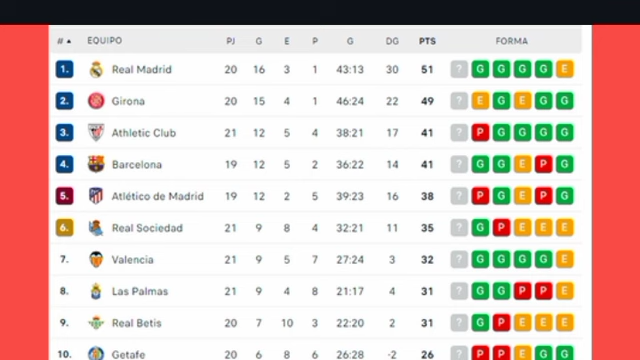 # EQUIPO PJ G E P G DG PTS FORMA
1. Real Madrid 20 16 3 1 43:13 30 51 ? G G G G E
2. Girona 20 15 4 1 46:24 22 49 ? E G E G G
3. Athletic Club 21 12 5 4 38:21 17 41 ? P G G G G
4. Barcelona 19 12 5 2 36:22 14 41 ? G G E P G
5. Atlético de Madrid 19 12 2 5 39:23 16 38 ? P G E P G
6. Real Sociedad 21 9 8 4 32:21 11 35 ? G P E E E
7. Valencia 21 9 5 7 27:24 3 32 ? G G G G E
8. Las Palmas 21 9 4 8 21:17 4 31 ? G G P P E
9. Real Betis 20 7 10 3 22:20 2 31 ? G P E E E
10. Getafe 20 6 8 6 26:28 -2 26 ? P P E G G